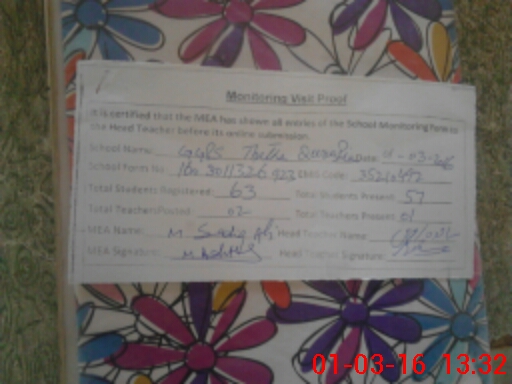 Monitoring Visit Proof
It is certified that the MEA has shown all entries of the School Monitoring Form to
the Head Teacher before its online submission.
School Name: GGPS Date: 01-03-
School Form No EMIS Code: 352
Total Students Registered: 63 Total Students Present: 57
Total Teachers Posted: 02 Total Teachers Present: 01
MEA Name: M Ali Head Teacher Name:
MEA Signature: M Head Teacher Signature:
01-03-16 13:32